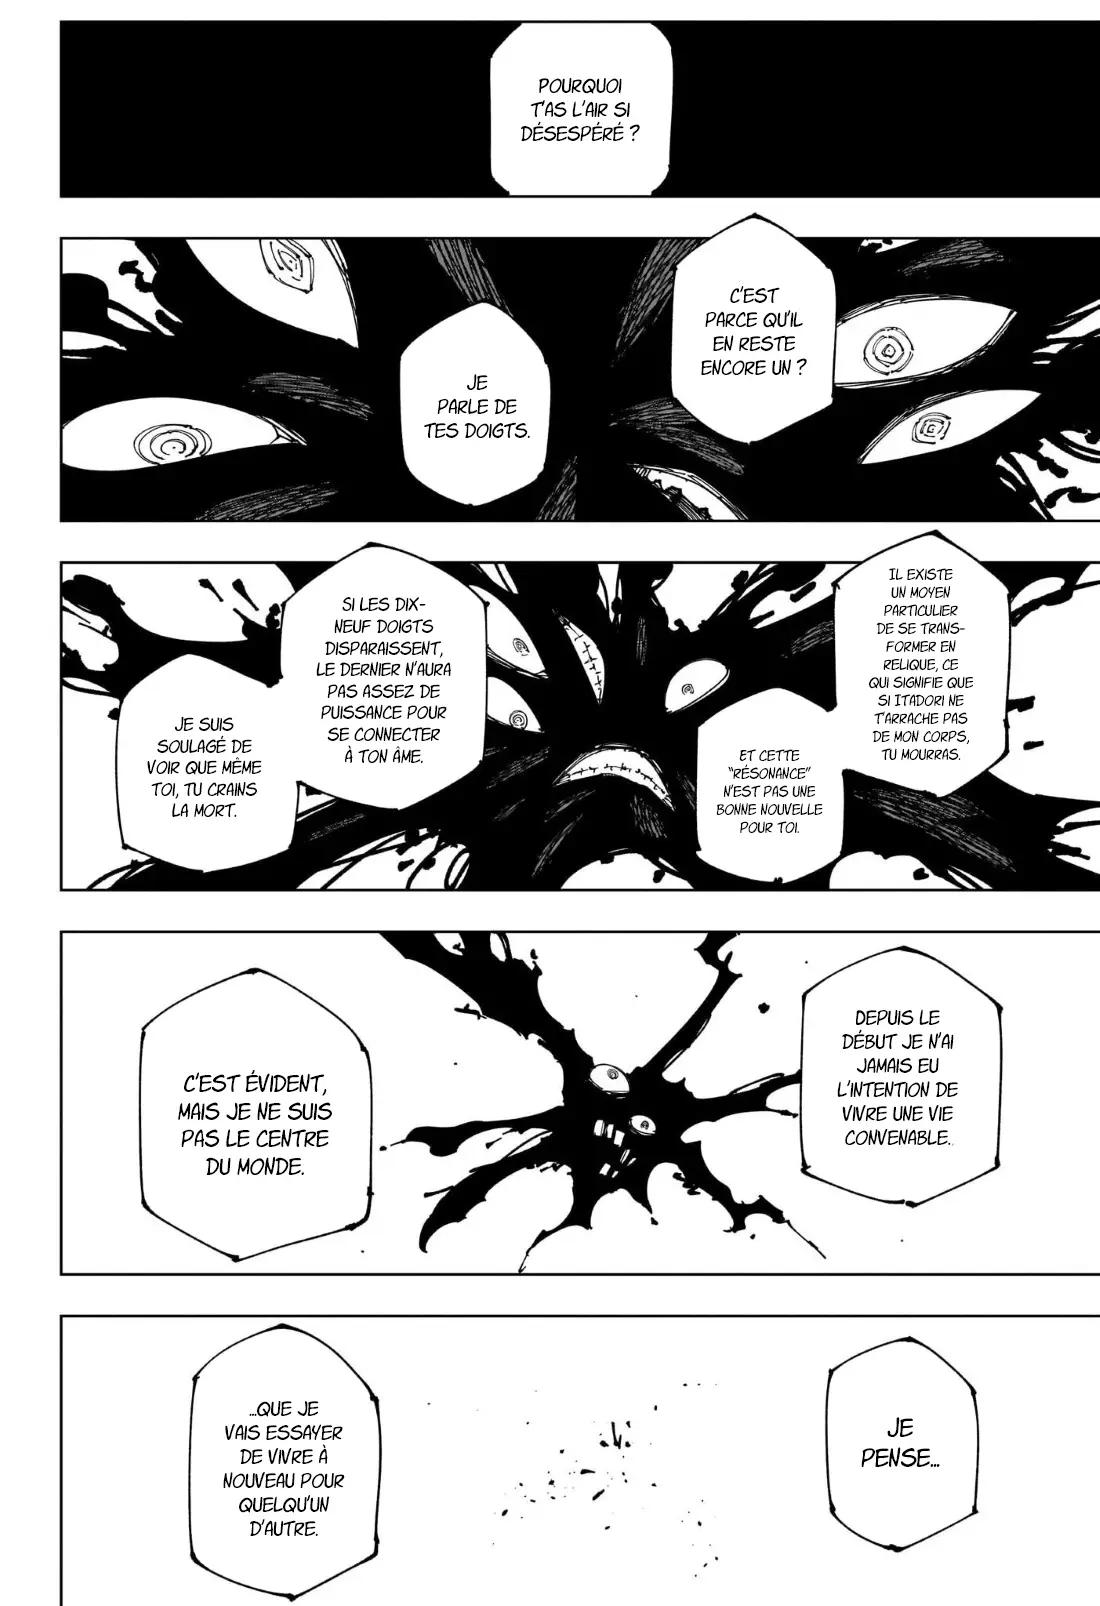 POURQUOI
T'AS L'AIR SI
DÉSESPÉRÉ ?
C'EST
PARCE QU'IL
EN RESTE
ENCORE UN ?
JE
PARLE DE
TES DOIGTS.
IL EXISTE
UN MOYEN
PARTICULIER
DE SE TRANS-
FORMER EN
RELIQUE, CE
QUI SIGNIFIE QUE
SI ITADORI NE
T'ARRACHE PAS
DE MON CORPS,
TU MOURRAS.
ET CETTE
"RÉSONANCE"
N'EST PAS UNE
BONNE NOUVELLE
POUR TOI.
SI LES DIX-
NEUF DOIGTS
DISPARAISSENT,
LE DERNIER N'AURA
PAS ASSEZ DE
PUISSANCE POUR
SE CONNECTER
À TON ÂME.
JE SUIS
SOULAGÉ DE
VOIR QUE MÊME
TOI, TU CRAINS
LA MORT.
DEPUIS LE
DÉBUT JE N'AI
JAMAIS EU
L'INTENTION DE
VIVRE UNE VIE
CONVENABLE.
C'EST ÉVIDENT,
MAIS JE NE SUIS
PAS LE CENTRE
DU MONDE.
JE
PENSE...
...QUE JE
VAIS ESSAYER
DE VIVRE À
NOUVEAU POUR
QUELQU'UN
D'AUTRE.